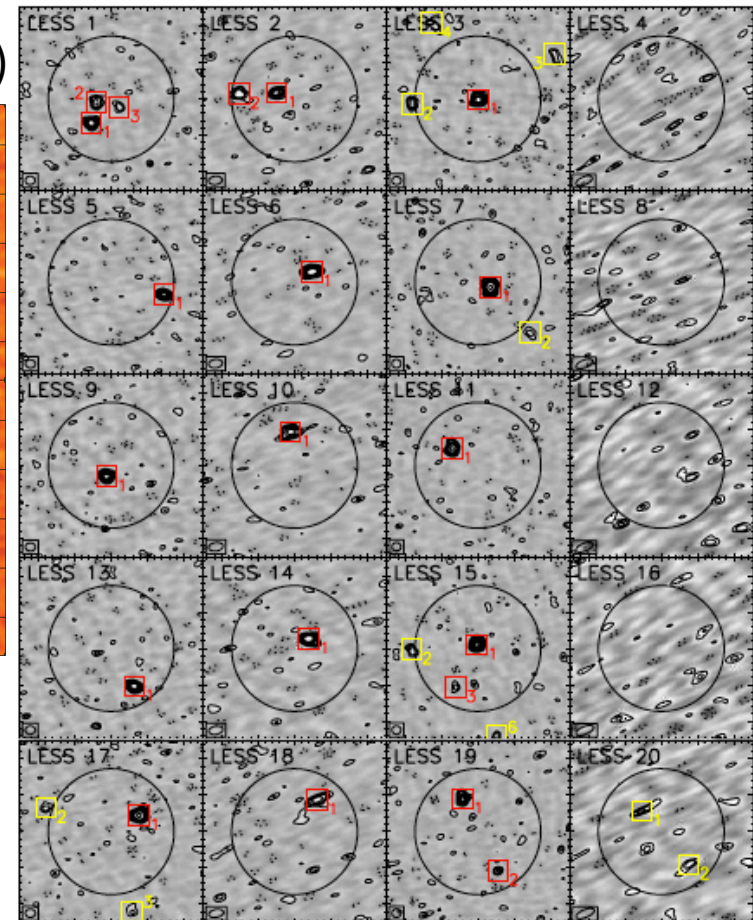 )
LESS 1
2
3
1
LESS 2
2
1
LESS 3
4
3
2
1
LESS 4
LESS 5
1
LESS 6
1
LESS 7
1
2
LESS 8
LESS 9
1
LESS 10
1
LESS 11
1
LESS 12
LESS 13
1
LESS 14
1
LESS 15
2
1
3
6
LESS 16
LESS 17
2
1
3
LESS 18
1
LESS 19
1
2
LESS 20
1
2